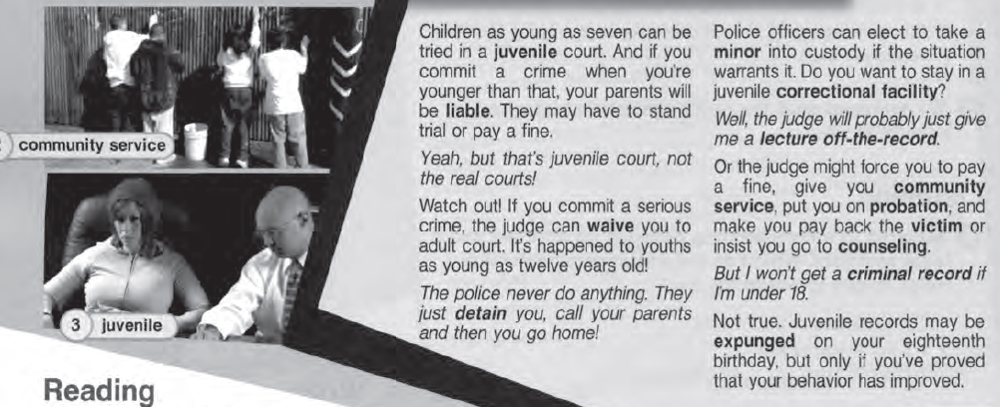 community service
3 juvenile
Reading
Children as young as seven can be
tried in a juvenile court. And if you
commit a crime when you're
younger than that, your parents will
be liable. They may have to stand
trial or pay a fine.
Yeah, but that's juvenile court, not
the real courts!
Watch out! If you commit a serious
crime, the judge can waive you to
adult court. It's happened to youths
as young as twelve years old!
The police never do anything. They
just detain you, call your parents
and then you go home!
Police officers can elect to take a
minor into custody if the situation
warrants it. Do you want to stay in a
juvenile correctional facility?
Well, the judge will probably just give
me a lecture off-the-record.
Or the judge might force you to pay
a fine, give you community
service, put you on probation, and
make you pay back the victim or
insist you go to counseling.
But I won't get a criminal record if
I'm under 18.
Not true. Juvenile records may be
expunged on your eighteenth
birthday, but only if you've proved
that your behavior has improved.